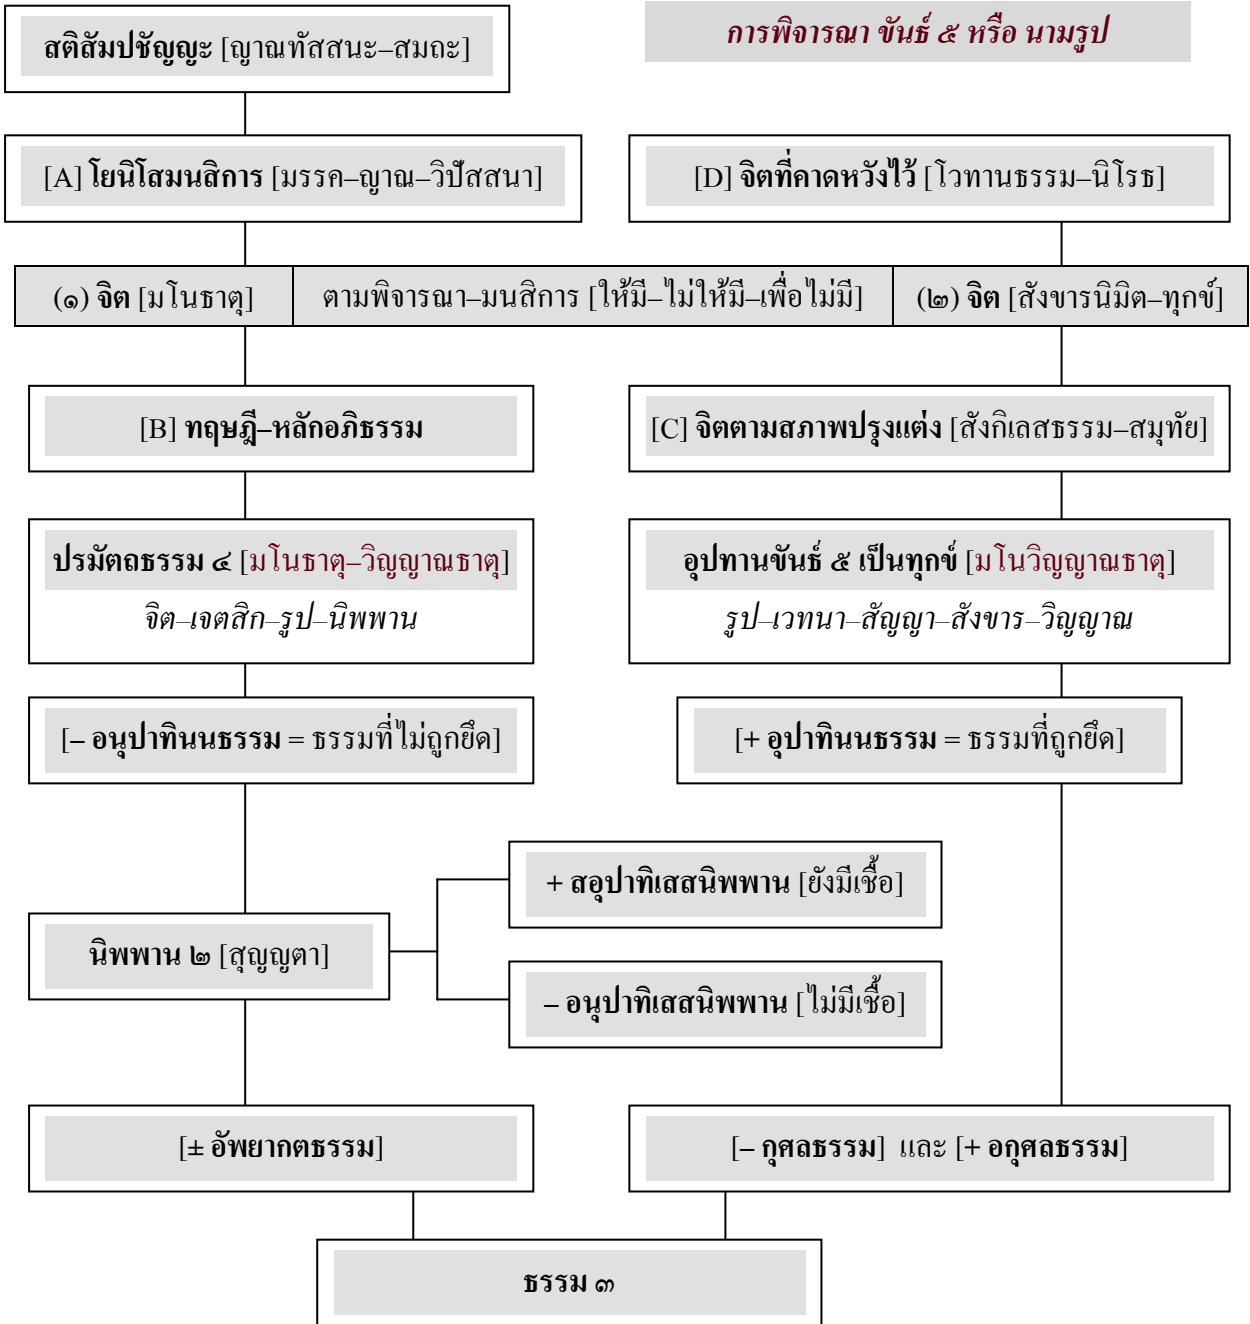 สติสัมปชัญญะ [ญาณทัสสนะ–สมถะ]
การพิจารณา ขันธ์ ๕ หรือ นามรูป
[A] โยนิโสมนสิการ [มรรค–ญาณ–วิปัสสนา]
[D] จิตที่คาดหวังไว้ [โวทานธรรม–นิโรธ]
(๑) จิต [มโนธาตุ]
ตามพิจารณา–มนสิการ [ให้มี–ไม่ให้มี–เพื่อไม่มี]
(๒) จิต [สังขารนิมิต–ทุกข์]
[B] ทฤษฎี–หลักอภิธรรม
[C] จิตตามสภาพปรุงแต่ง [สังกิเลสธรรม–สมุทัย]
ปรมัตถธรรม ๔ [มโนธาตุ–วิญญาณธาตุ]
จิต–เจตสิก–รูป–นิพพาน
อุปทานขันธ์ ๕ เป็นทุกข์ [มโนวิญญาณธาตุ]
รูป–เวทนา–สัญญา–สังขาร–วิญญาณ
[– อนุปาทินนธรรม = ธรรมที่ไม่ถูกยึด]
[+ อุปาทินนธรรม = ธรรมที่ถูกยึด]
+ สอุปาทิเสสนิพพาน [ยังมีเชื้อ]
นิพพาน ๒ [สุญญตา]
– อนุปาทิเสสนิพพาน [ไม่มีเชื้อ]
[± อัพยากตธรรม]
[– กุศลธรรม] และ [+ อกุศลธรรม]
ธรรม ๓